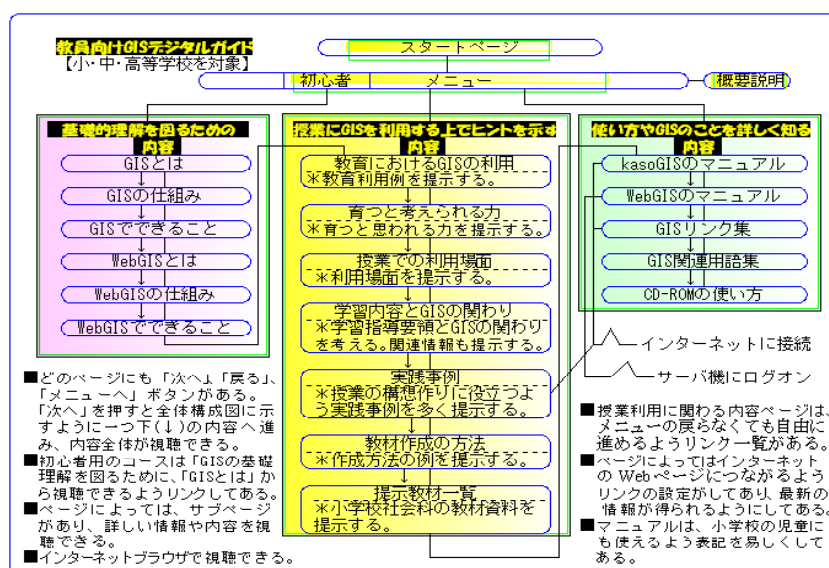 教員向けGISデジタルガイド
【小・中・高等学校を対象】
スタートページ
初心者
メニュー
概要説明
基礎的理解を図るための
内容
GISとは
GISの仕組み
GISでできること
WebGISとは
WebGISの仕組み
WebGISでできること
授業にGISを利用する上でヒントを示す
内容
教育におけるGISの利用
＊教育利用例を提示する。
育つと考えられる力
＊育つと思われる力を提示する。
授業での利用場面
＊利用場面を提示する。
学習内容とGISの関わり
＊学習指導要領とGISの関わり
を考える。関連情報も提示する。
実践事例
＊授業の構想作りに役立つよ
う実践事例を多く提示する。
教材作成の方法
＊作成方法の例を提示する。
提示教材一覧
＊小学校社会科の教材資料を
提示する。
使い方やGISのことを詳しく知る
内容
kasoGISのマニュアル
WebGISのマニュアル
GISリンク集
GIS関連用語集
CD-ROMの使い方
インターネットに接続
サーバ機にログオン
■どのページにも「次へ」、「戻る」、
「メニューへ」ボタンがある。
「次へ」を押すと全体構成図に示
すように一つ下(↓)の内容へ進
み、内容全体が視聴できる。
■初心者用のコースは「GISの基礎
理解を図るために、「GISとは」か
ら視聴できるようリンクしてある。
■ページによっては、サブページ
があり、詳しい情報や内容を視
聴できる。
■インターネットブラウザで視聴できる。
■授業利用に関わる内容ページは、
メニューの戻らなくても自由に
進めるようリンク一覧がある。
■ページによってはインターネット
の Webページにつながるよう
リンクの設定がしてあり、最新の
情報が得られるようにしてある。
■マニュアルは、小学校の児童に
も使えるよう表記を易しくして
ある。